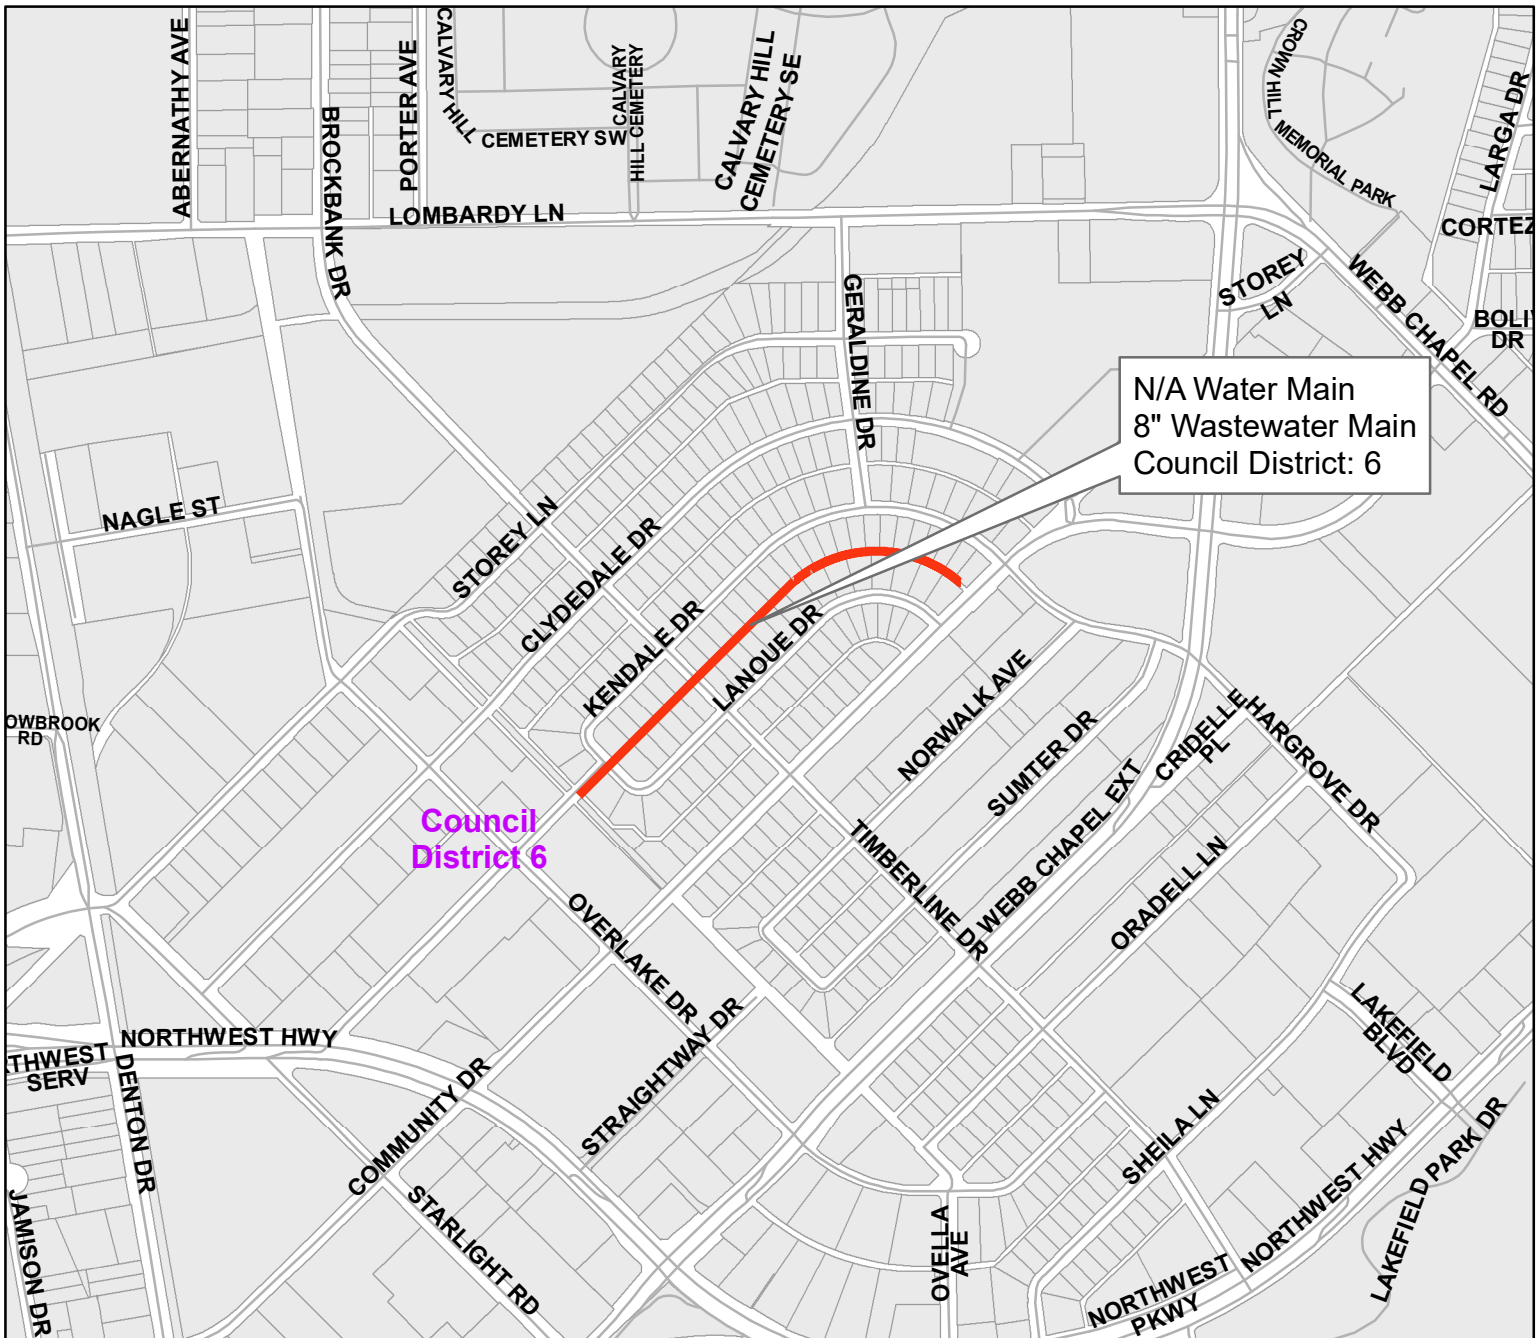 ABERNATHY AVE
BROCKBANK DR
PORTER AVE
CALVARY HILL
CEMETERY SW
CALVARY
HILL CEMETERY
CALVARY HILL
CEMETERY SE
CROWN HILL
MEMORIAL PARK
LARGA DR
CORTEZ
LOMBARDY LN
STOREY
LN
WEBB CHAPEL RD
BOLIV
DR
GERALDINE DR
N/A Water Main
8" Wastewater Main
Council District: 6
NAGLE ST
STOREY LN
CLYDEDALE DR
KENDALE DR
LANOUE DR
NORWALK AVE
SUMTER DR
CRIDELLE
PL
HARGROVE DR
OWBROOK
RD
Council
District 6
TIMBERLINE DR
WEBB CHAPEL EXT
ORADELL LN
OVERLAKE DR
STRAIGHTWAY DR
LAKEFIELD
BLVD
NORTHWEST HWY
THWEST
SERV
DENTON DR
COMMUNITY DR
STARLIGHT RD
JAMISON DR
SHEILA LN
OVELLA
AVE
NORTHWEST HWY
NORTHWEST
PKWY
LAKEFIELD PARK DR